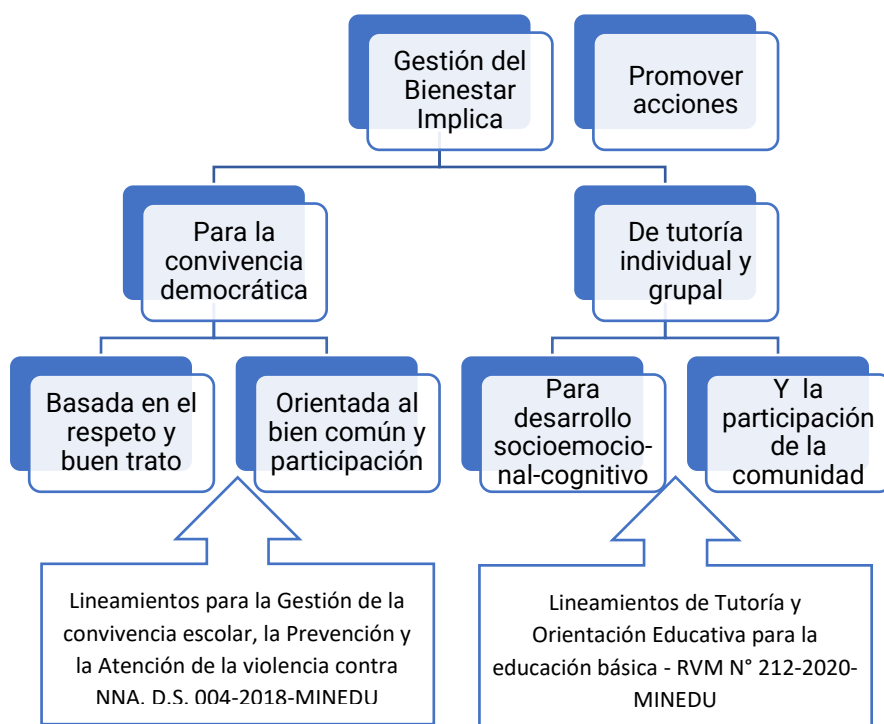 Gestión del
Bienestar
Implica
Promover
acciones
Para la
convivencia
democrática
De tutoría
individual y
grupal
Basada en el
respeto y
buen trato
Orientada al
bien común y
participación
Para
desarrollo
socioemocio-
nal-cognitivo
Y la
participación
de la
comunidad
Lineamientos para la Gestión de la
convivencia escolar, la Prevención y
la Atención de la violencia contra
NNA. D.S. 004-2018-MINEDU
Lineamientos de Tutoría y
Orientación Educativa para la
educación básica - RVM N° 212-2020-
MINEDU